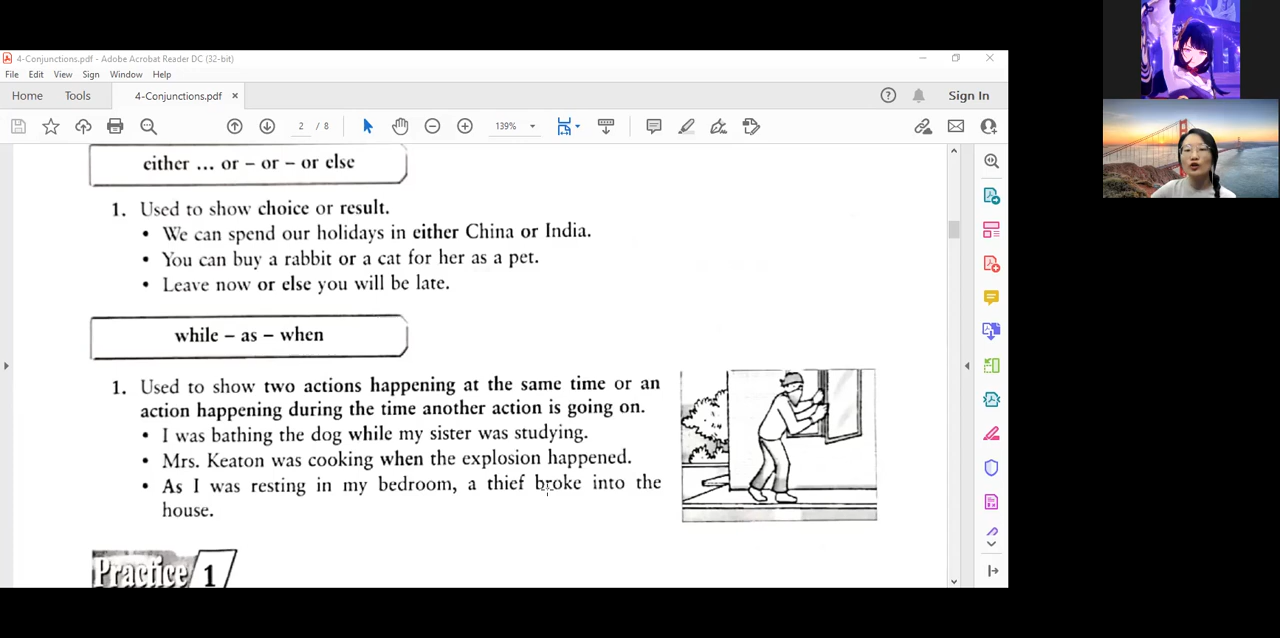 4-Conjunctions.pdf - Adobe Acrobat Reader DC (32-bit)
File Edit View Sign Window Help
Home Tools 4-Conjunctions.pdf × Sign In
2 / 8 139%
either ... or – or – or else
1. Used to show choice or result.
• We can spend our holidays in either China or India.
• You can buy a rabbit or a cat for her as a pet.
• Leave now or else you will be late.
while – as – when
1. Used to show two actions happening at the same time or an
action happening during the time another action is going on.
• I was bathing the dog while my sister was studying.
• Mrs. Keaton was cooking when the explosion happened.
• As I was resting in my bedroom, a thief broke into the
house.
Practice 1